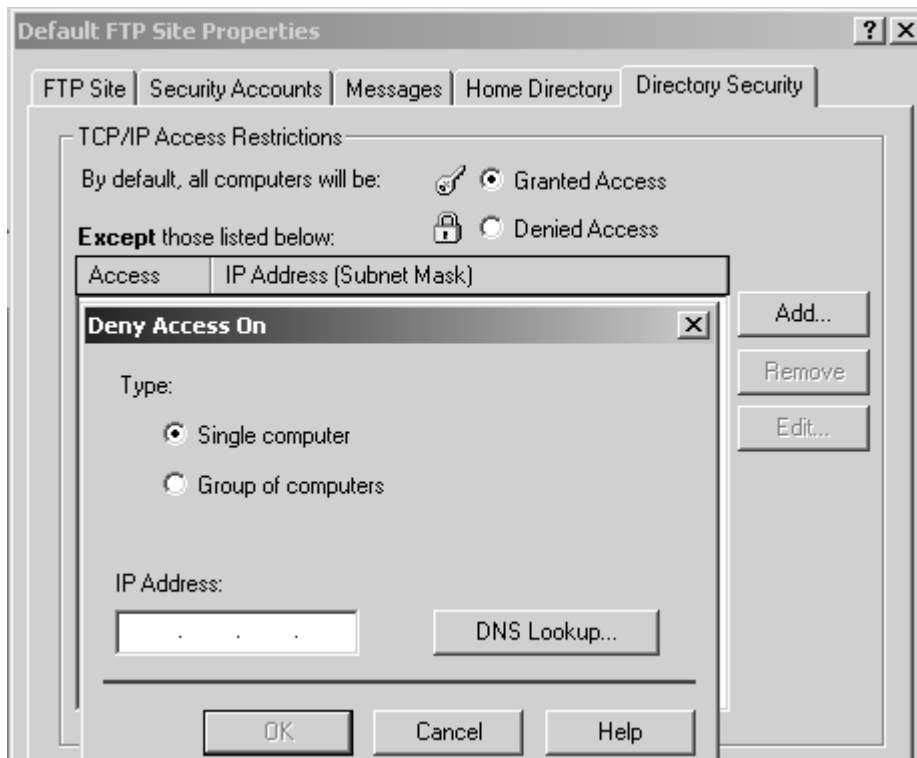 Default FTP Site Properties
FTP Site Security Accounts Messages Home Directory Directory Security
TCP/IP Access Restrictions
By default, all computers will be: Granted Access
Denied Access
Except those listed below:
Access IP Address (Subnet Mask)
Deny Access On
Add...
Type:
Remove
Single computer
Edit...
Group of computers
IP Address:
. . .
DNS Lookup...
OK Cancel Help